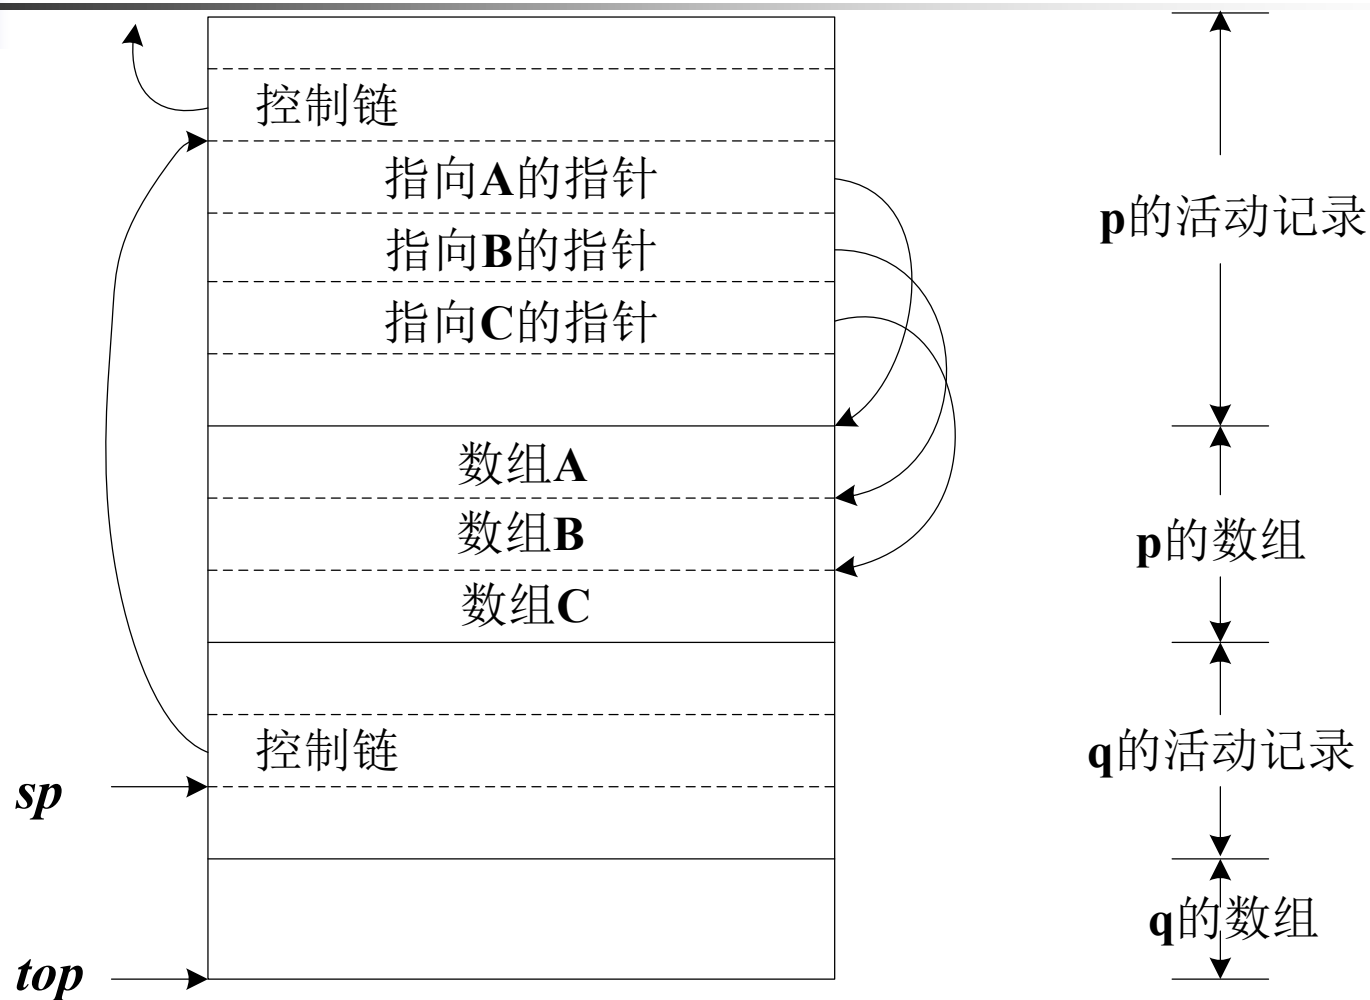 控制链
指向A的指针
指向B的指针
指向C的指针
p的活动记录
数组A
数组B
数组C
p的数组
控制链
q的活动记录
sp
q的数组
top